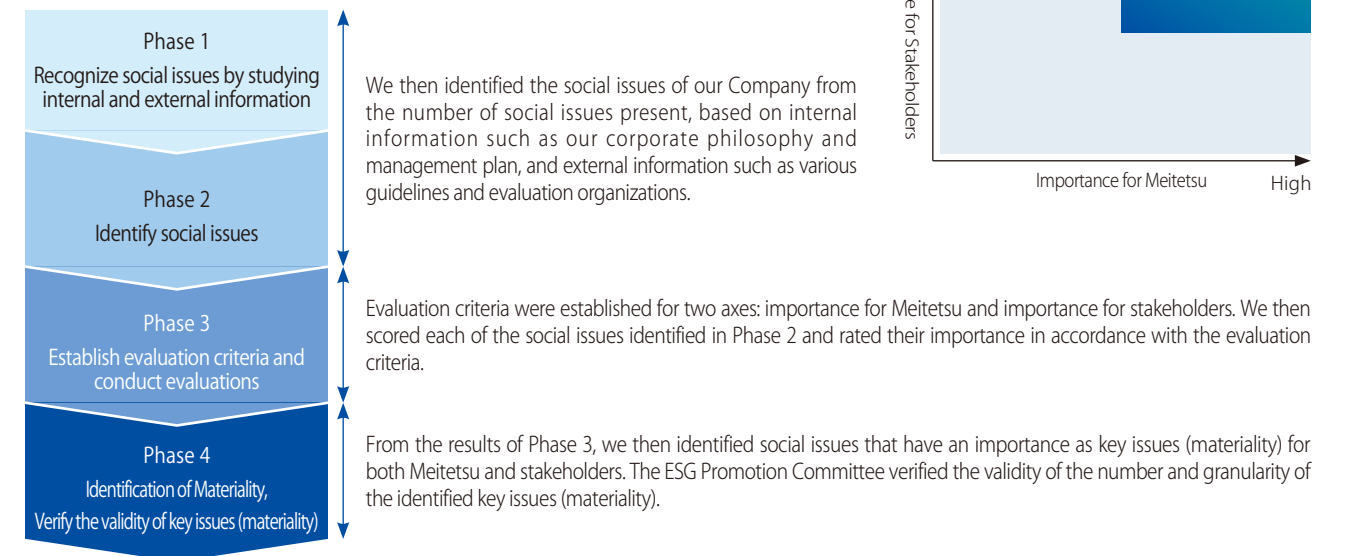 Phase 1
Recognize social issues by studying
internal and external information
We then identified the social issues of our Company from
the number of social issues present, based on internal
information such as our corporate philosophy and
management plan, and external information such as various
guidelines and evaluation organizations.
for Stakeholders
Importance for Meitetsu
High
Phase 2
Identify social issues
Phase 3
Establish evaluation criteria and
conduct evaluations
Evaluation criteria were established for two axes: importance for Meitetsu and importance for stakeholders. We then
scored each of the social issues identified in Phase 2 and rated their importance in accordance with the evaluation
criteria.
Phase 4
Identification of Materiality,
Verify the validity of key issues (materiality)
From the results of Phase 3, we then identified social issues that have an importance as key issues (materiality) for
both Meitetsu and stakeholders. The ESG Promotion Committee verified the validity of the number and granularity of
the identified key issues (materiality).